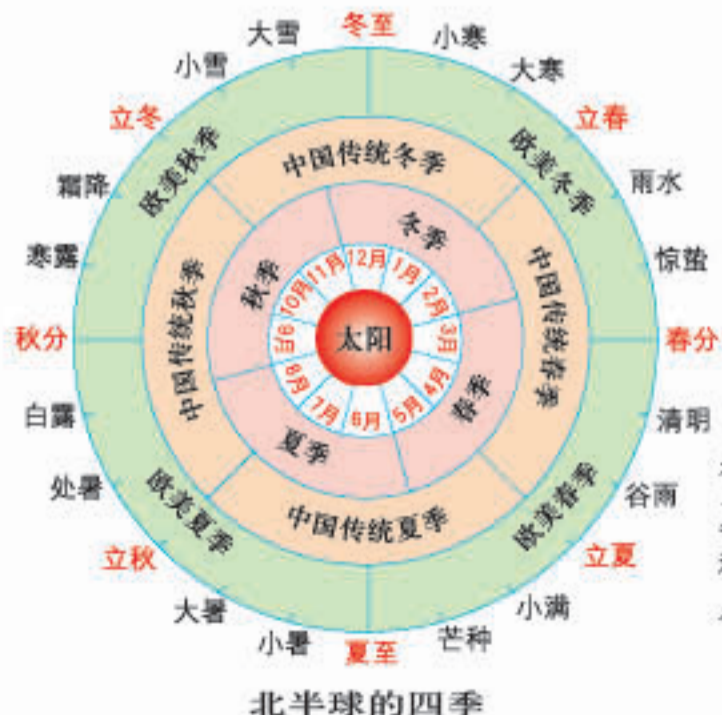 冬至
小寒
大寒
立春
雨水
惊蛰
春分
清明
谷雨
立夏
小满
芒种
夏至
小暑
大暑
立秋
处暑
白露
秋分
寒露
霜降
立冬
小雪
大雪
欧美冬季
欧美春季
欧美夏季
欧美秋季
中国传统冬季
中国传统春季
中国传统夏季
中国传统秋季
冬季
春季
夏季
秋季
12月
1月
2月
3月
4月
5月
6月
7月
8月
9月
10月
11月
太阳
北半球的四季